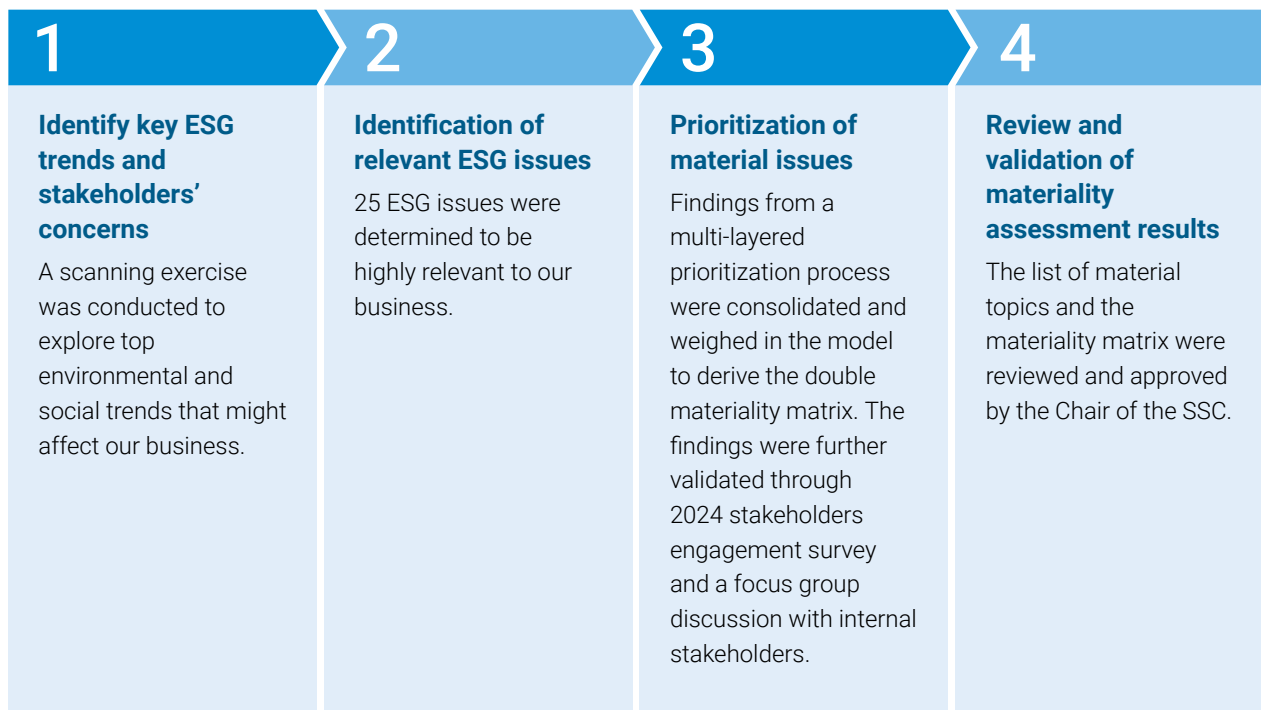 1
Identify key ESG
trends and
stakeholders’
concerns
A scanning exercise
was conducted to
explore top
environmental and
social trends that might
affect our business.
2
Identification of
relevant ESG issues
25 ESG issues were
determined to be
highly relevant to our
business.
3
Prioritization of
material issues
Findings from a
multi-layered
prioritization process
were consolidated and
weighed in the model
to derive the double
materiality matrix. The
findings were further
validated through
2024 stakeholders
engagement survey
and a focus group
discussion with internal
stakeholders.
4
Review and
validation of
materiality
assessment results
The list of material
topics and the
materiality matrix were
reviewed and approved
by the Chair of the SSC.